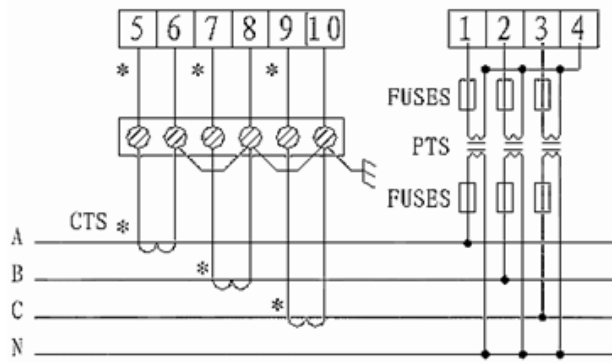 5 6 7 8 9 10 1 2 3 4
* * *
FUSES
PTS
FUSES
CTS *
A
B *
C *
N